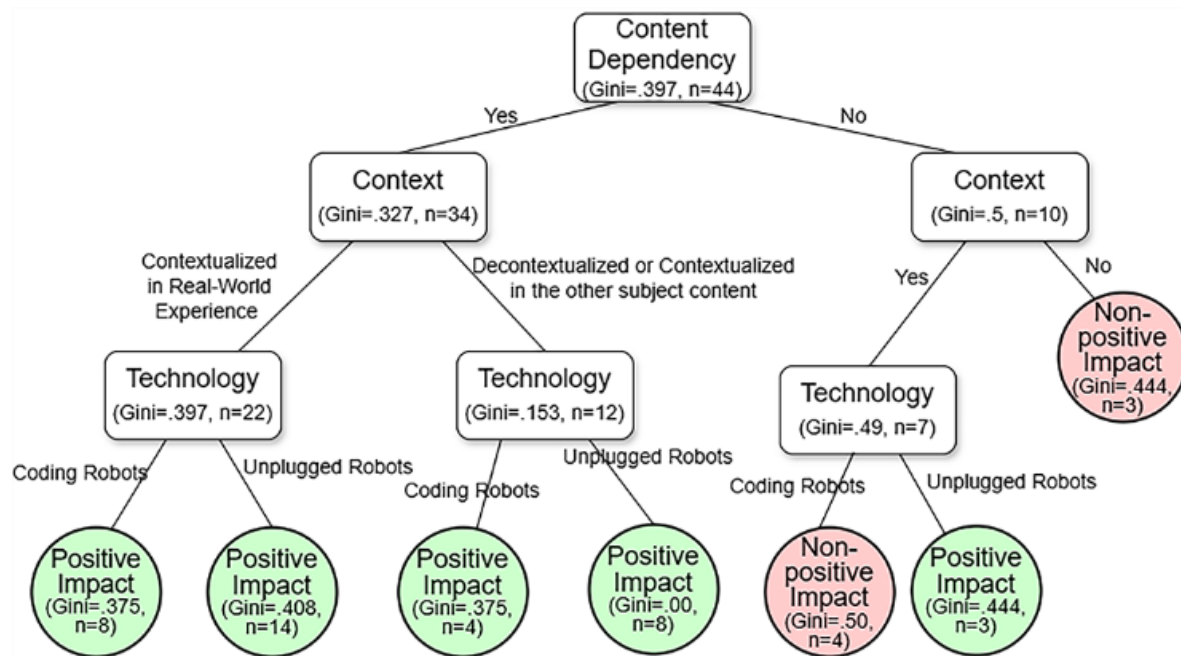 Content
Dependency
(Gini=.397, n=44)
Yes
No
Context
(Gini=.327, n=34)
Context
(Gini=.5, n=10)
Contextualized
in Real-World
Experience
Decontextualized or Contextualized
in the other subject content
Yes
No
Non-
positive
Impact
(Gini=.444,
n=3)
Technology
(Gini=.397, n=22)
Technology
(Gini=.153, n=12)
Technology
(Gini=.49, n=7)
Coding Robots
Unplugged Robots
Coding Robots
Unplugged Robots
Coding Robots
Unplugged Robots
Positive
Impact
(Gini=.375,
n=8)
Positive
Impact
(Gini=.408,
n=14)
Positive
Impact
(Gini=.375,
n=4)
Positive
Impact
(Gini=.00,
n=8)
Non-
positive
Impact
(Gini=.50,
n=4)
Positive
Impact
(Gini=.444,
n=3)